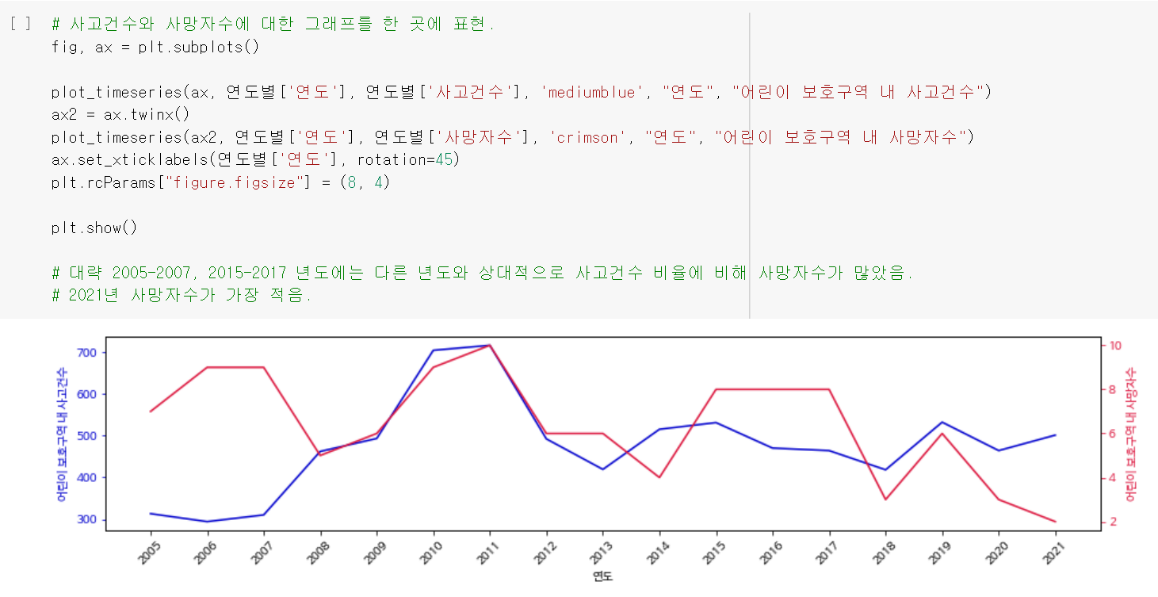 [ ] # 사고건수와 사망자수에 대한 그래프를 한 곳에 표현.
fig, ax = plt.subplots()
plot_timeseries(ax, 연도별['연도'], 연도별['사고건수'], 'mediumblue', "연도", "어린이 보호구역 내 사고건수")
ax2 = ax.twinx()
plot_timeseries(ax2, 연도별['연도'], 연도별['사망자수'], 'crimson', "연도", "어린이 보호구역 내 사망자수")
ax.set_xticklabels(연도별['연도'], rotation=45)
plt.rcParams["figure.figsize"] = (8, 4)
plt.show()
# 대략 2005-2007, 2015-2017 년도에는 다른 년도와 상대적으로 사고건수 비율에 비해 사망자수가 많았음.
# 2021년 사망자수가 가장 적음.
어린이 보호구역 내 사고건수
700
600
500
400
300
10
8
6
4
2
어린이 보호구역 내 사망자수
2005 2006 2007 2008 2009 2010 2011 2012 2013 2014 2015 2016 2017 2018 2019 2020 2021
연도